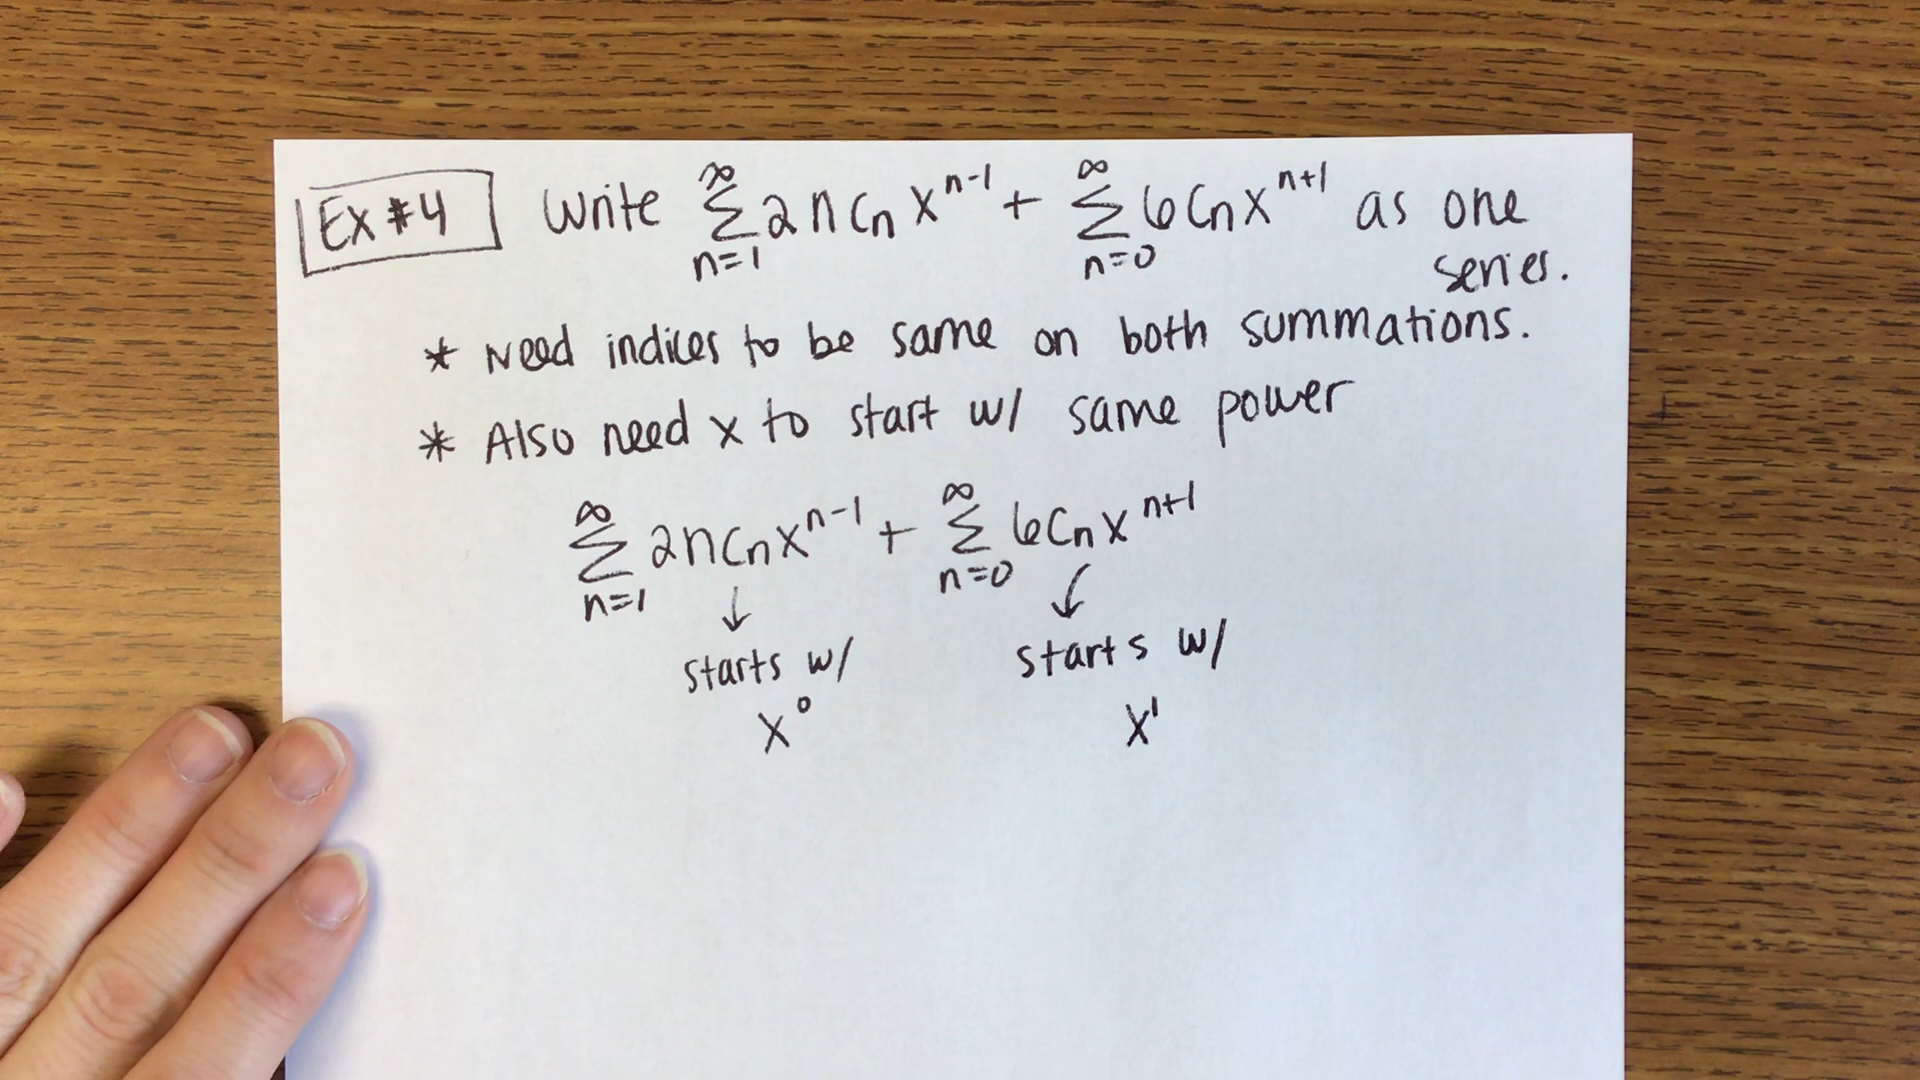 Ex #4 Write ∞ Σ n=1 2ncₙxⁿ⁻¹ + ∞ Σ n=0 6cₙxⁿ⁺¹ as one
series.
* Need indices to be same on both summations.
* Also need x to start w/ same power
∞ Σ n=1 2ncₙxⁿ⁻¹ + ∞ Σ n=0 6cₙxⁿ⁺¹
↓ ↓
starts w/ starts w/
x⁰ x¹